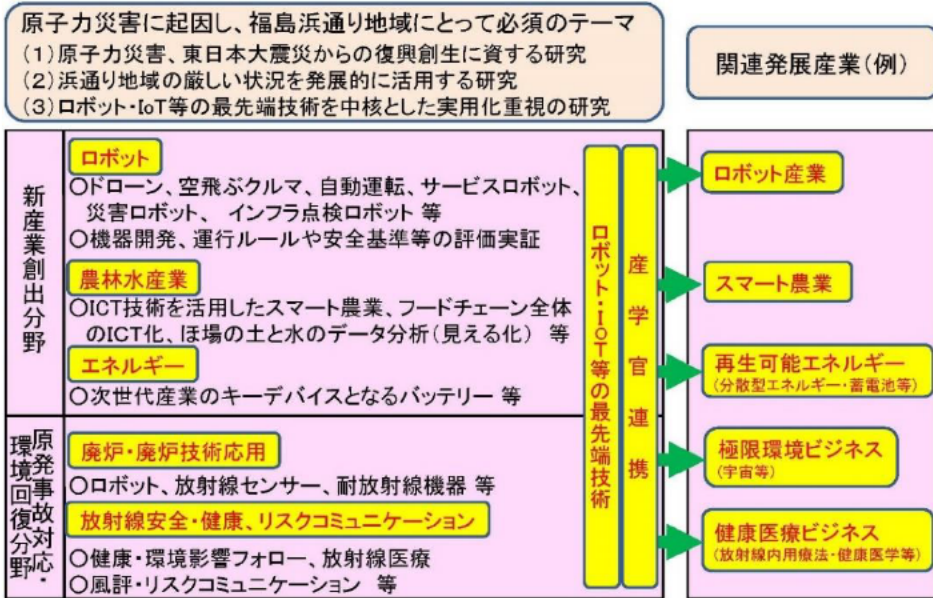 原子力災害に起因し、福島浜通り地域にとって必須のテーマ
(1)原子力災害、東日本大震災からの復興創生に資する研究
(2)浜通り地域の厳しい状況を発展的に活用する研究
(3)ロボット・IoT等の最先端技術を中核とした実用化重視の研究
関連発展産業(例)
新産業創出分野
ロボット
○ドローン、空飛ぶクルマ、自動運転、サービスロボット、
災害ロボット、 インフラ点検ロボット 等
○機器開発、運行ルールや安全基準等の評価実証
農林水産業
○ICT技術を活用したスマート農業、フードチェーン全体
のICT化、ほ場の土と水のデータ分析(見える化) 等
エネルギー
○次世代産業のキーデバイスとなるバッテリー 等
原発事故対応・
環境回復分野
廃炉・廃炉技術応用
○ロボット、放射線センサー、耐放射線機器 等
放射線安全・健康、リスクコミュニケーション
○健康・環境影響フォロー、放射線医療
○風評・リスクコミュニケーション 等
ロボット・IOT等の最先端技術
産学官連携
ロボット産業
スマート農業
再生可能エネルギー
(分散型エネルギー・蓄電池等)
極限環境ビジネス
(宇宙等)
健康医療ビジネス
(放射線内用療法・健康医学等)